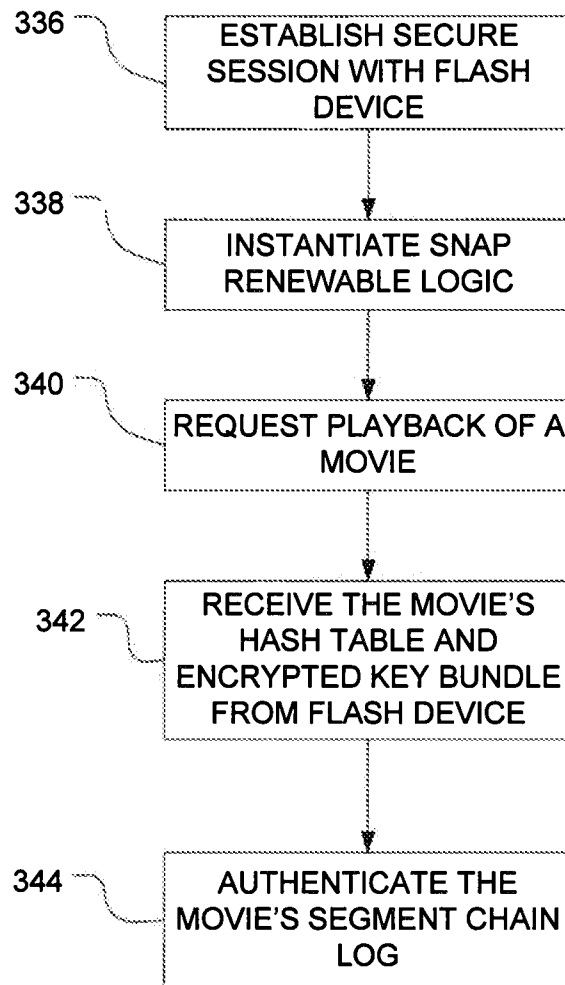 336
ESTABLISH SECURE
SESSION WITH FLASH
DEVICE
338
INSTANTIATE SNAP
RENEWABLE LOGIC
340
REQUEST PLAYBACK OF A
MOVIE
342
RECEIVE THE MOVIE'S
HASH TABLE AND
ENCRYPTED KEY BUNDLE
FROM FLASH DEVICE
344
AUTHENTICATE THE
MOVIE'S SEGMENT CHAIN
LOG